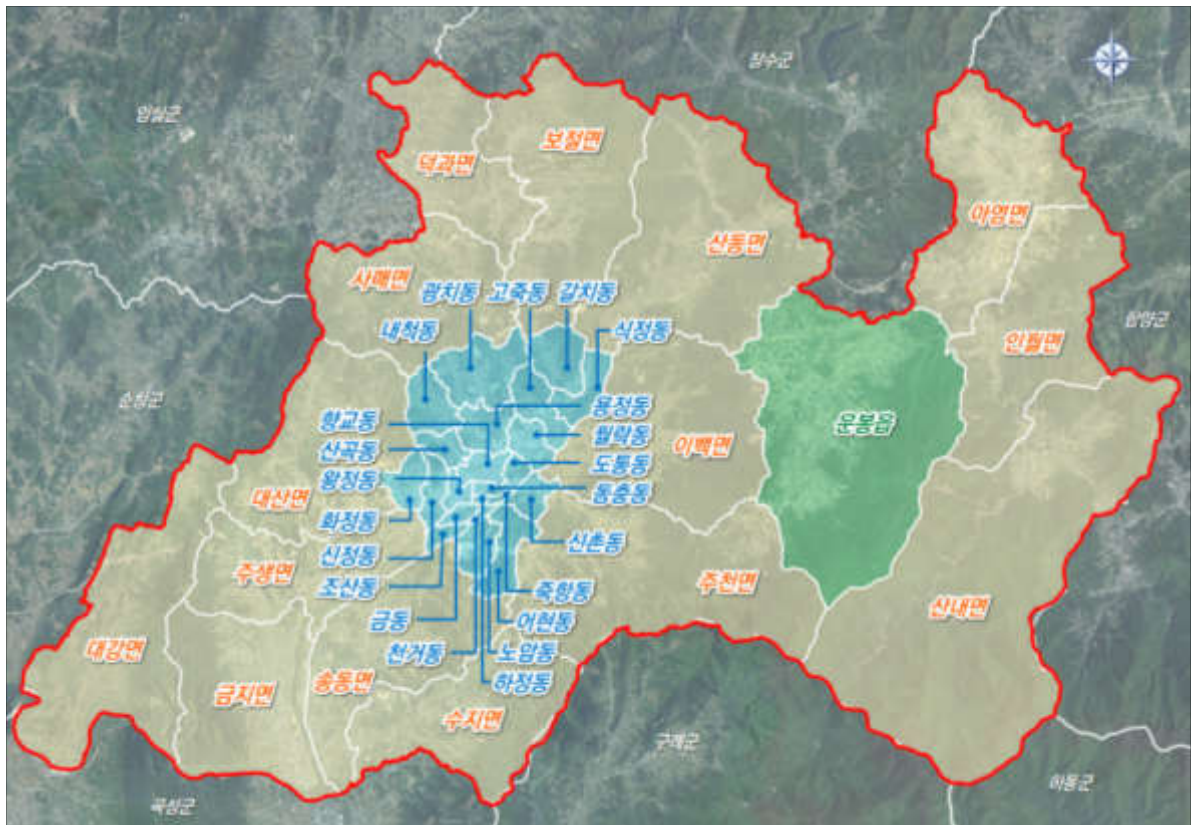 장수군
임실군
보절면
덕과면
아영면
산동면
사매면
광치동
고죽동
갈치동
함양군
내척동
식정동
인월면
순창군
용정동
향교동
운봉읍
월락동
산곡동
이백면
도통동
왕정동
동충동
대산면
화정동
신촌동
신정동
주생면
주천면
조산동
죽항동
산내면
금동
어현동
대강면
천거동
노암동
송동면
하정동
금지면
수지면
구례군
하동군
곡성군